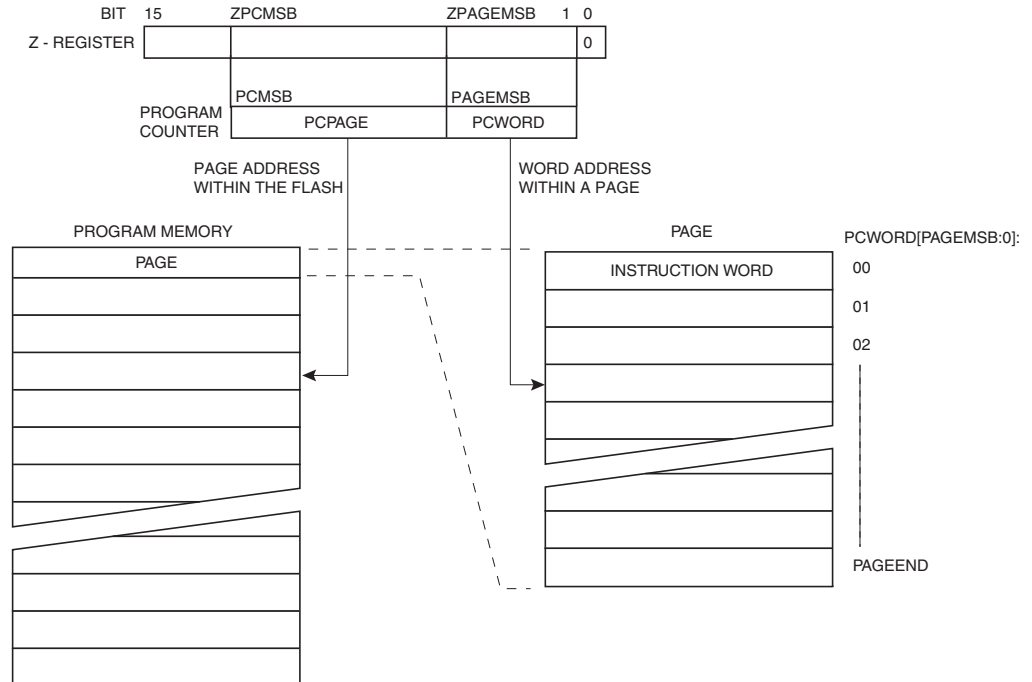 BIT 15 ZPCMSB ZPAGEMSB 1 0
Z - REGISTER 0
PCMSB PAGEMSB
PROGRAM
COUNTER
PCPAGE PCWORD
PAGE ADDRESS
WITHIN THE FLASH
WORD ADDRESS
WITHIN A PAGE
PROGRAM MEMORY
PAGE
PAGE
PCWORD[PAGEMSB:0]:
INSTRUCTION WORD
00
01
02
PAGEEND